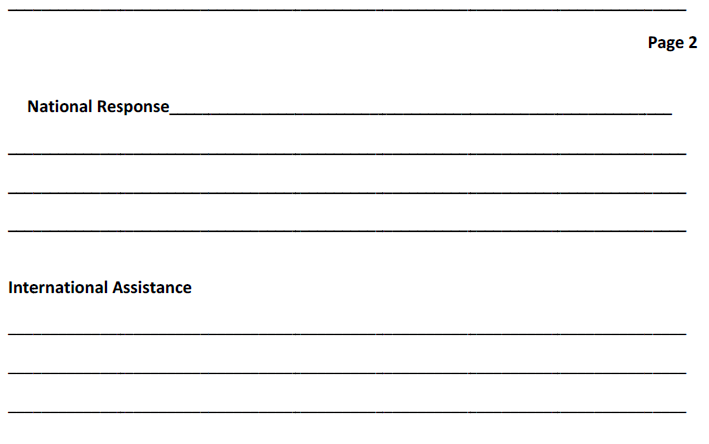 Page 2
National Response
International Assistance